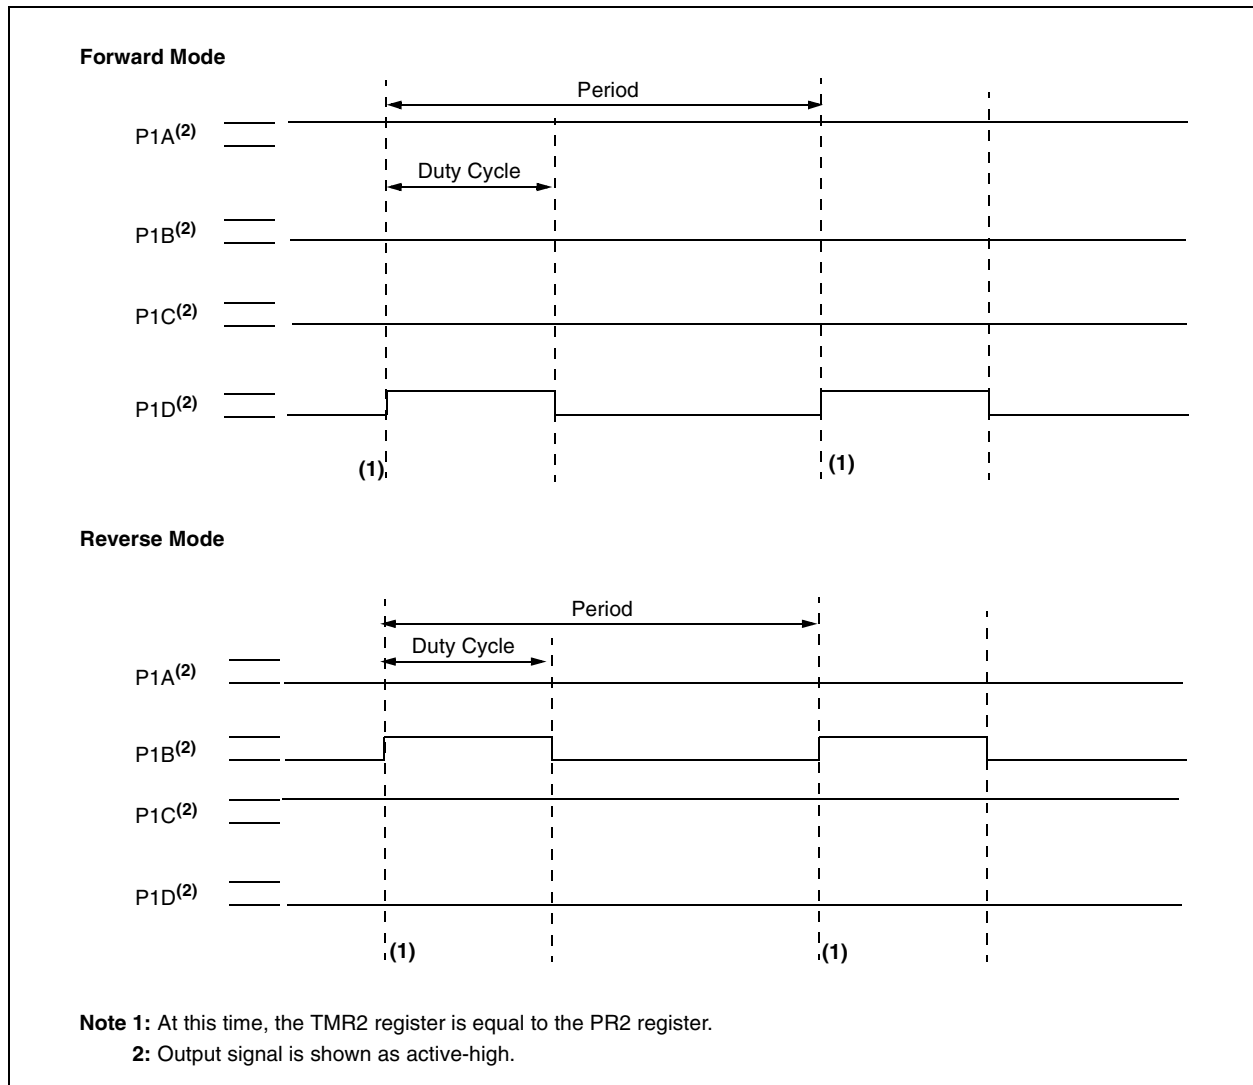 Forward Mode
Period
P1A(2)
Duty Cycle
P1B(2)
P1C(2)
P1D(2)
(1)
(1)
Reverse Mode
Period
Duty Cycle
P1A(2)
P1B(2)
P1C(2)
P1D(2)
(1)
(1)
Note 1: At this time, the TMR2 register is equal to the PR2 register.
2: Output signal is shown as active-high.